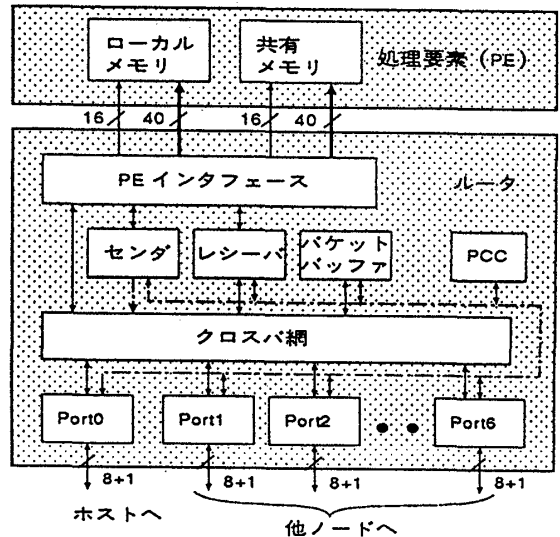 ローカル
メモリ
共有
メモリ
処理要素(PE)
16 40 16 40
PE インタフェース
ルータ
センダ
レシーバ
パケット
バッファ
PCC
クロスバ網
Port0
Port1
Port2
Port6
8+1 8+1 8+1 8+1
ホストへ
他ノードへ